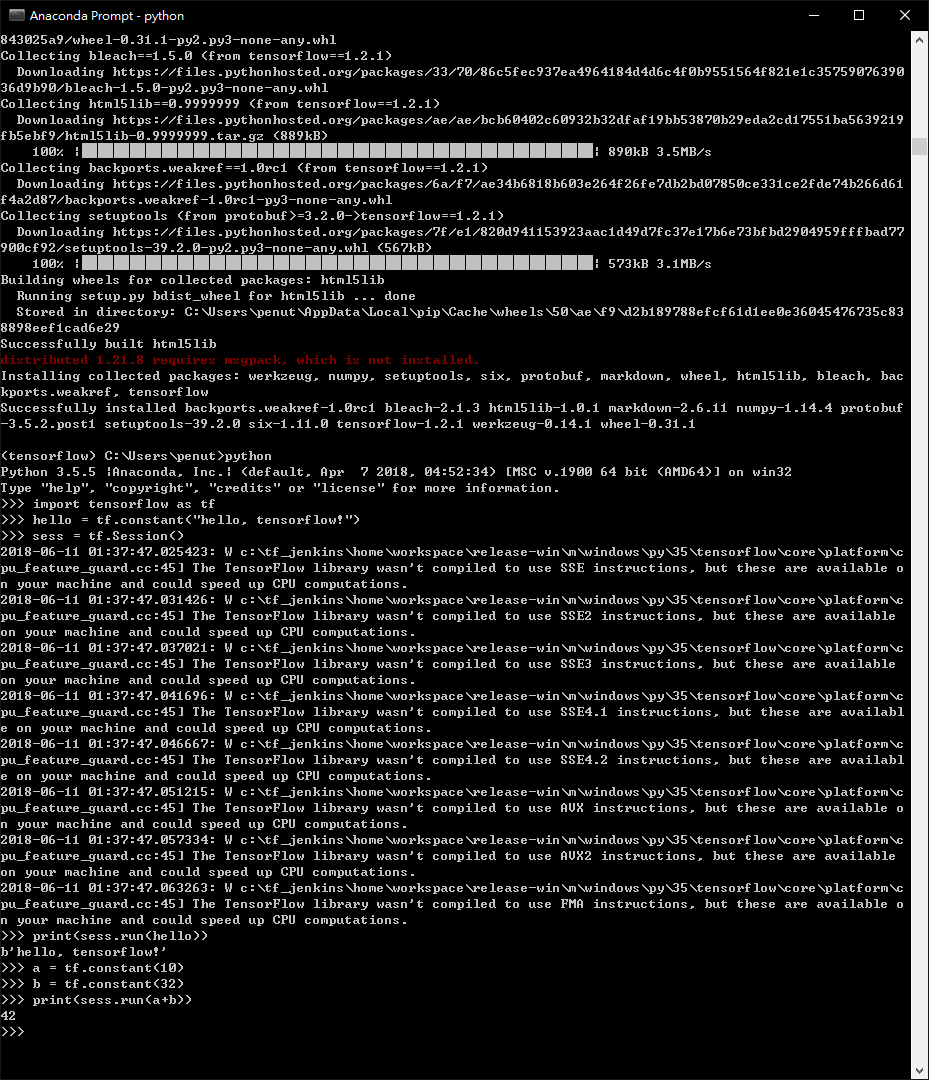 Anaconda Prompt - python
843025a9/wheel-0.31.1-py2.py3-none-any.whl
Collecting bleach==1.5.0 (from tensorflow==1.2.1)
  Downloading https://files.pythonhosted.org/packages/33/70/86c5fec937ea4964184d4d6c4f0b9551564f821e1c3575907639
036d9b90/bleach-1.5.0-py2.py3-none-any.whl
Collecting html5lib==0.9999999 (from tensorflow==1.2.1)
  Downloading https://files.pythonhosted.org/packages/ae/ae/bcb60402c60932b32dfaf19bb53870b29eda2cd17551ba5639219
fb5ebf9/html5lib-0.9999999.tar.gz (889kB)
    100% |████████████████████████████████| 890kB 3.5MB/s
Collecting backports.weakref==1.0rc1 (from tensorflow==1.2.1)
  Downloading https://files.pythonhosted.org/packages/6a/f7/ae34b6818b603e264f26fe7db2bd07850ce331ce2fde74b266d61
f4a2d87/backports.weakref-1.0rc1-py3-none-any.whl
Collecting setuptools (from protobuf>=3.2.0->tensorflow==1.2.1)
  Downloading https://files.pythonhosted.org/packages/7f/e1/820d941153923aac1d49d7fc37e17b6e73bfbd2904959fffbad77
900cf92/setuptools-39.2.0-py2.py3-none-any.whl (567kB)
    100% |████████████████████████████████| 573kB 3.1MB/s
Building wheels for collected packages: html5lib
  Running setup.py bdist_wheel for html5lib ... done
  Stored in directory: C:\Users\penut\AppData\Local\pip\Cache\wheels\50\ae\f9\d2b189788efcf61d1ee0e36045476735c83
8898eef1cad6e29
Successfully built html5lib
distributed 1.21.8 requires msgpack, which is not installed.
Installing collected packages: werkzeug, numpy, setuptools, six, protobuf, markdown, wheel, html5lib, bleach, bac
kports.weakref, tensorflow
Successfully installed backports.weakref-1.0rc1 bleach-2.1.3 html5lib-1.0.1 markdown-2.6.11 numpy-1.14.4 protobuf
-3.5.2.post1 setuptools-39.2.0 six-1.11.0 tensorflow-1.2.1 werkzeug-0.14.1 wheel-0.31.1
(tensorflow) C:\Users\penut>python
Python 3.5.5 |Anaconda, Inc.| (default, Apr  7 2018, 04:52:34) [MSC v.1900 64 bit (AMD64)] on win32
Type "help", "copyright", "credits" or "license" for more information.
>>> import tensorflow as tf
>>> hello = tf.constant("hello, tensorflow!")
>>> sess = tf.Session()
2018-06-11 01:37:47.025423: W c:\tf_jenkins\home\workspace\release-win\m\windows\py\35\tensorflow\core\platform\c
pu_feature_guard.cc:45] The TensorFlow library wasn't compiled to use SSE instructions, but these are available o
n your machine and could speed up CPU computations.
2018-06-11 01:37:47.031426: W c:\tf_jenkins\home\workspace\release-win\m\windows\py\35\tensorflow\core\platform\c
pu_feature_guard.cc:45] The TensorFlow library wasn't compiled to use SSE2 instructions, but these are available
on your machine and could speed up CPU computations.
2018-06-11 01:37:47.037021: W c:\tf_jenkins\home\workspace\release-win\m\windows\py\35\tensorflow\core\platform\c
pu_feature_guard.cc:45] The TensorFlow library wasn't compiled to use SSE3 instructions, but these are available
on your machine and could speed up CPU computations.
2018-06-11 01:37:47.041696: W c:\tf_jenkins\home\workspace\release-win\m\windows\py\35\tensorflow\core\platform\c
pu_feature_guard.cc:45] The TensorFlow library wasn't compiled to use SSE4.1 instructions, but these are availabl
e on your machine and could speed up CPU computations.
2018-06-11 01:37:47.046667: W c:\tf_jenkins\home\workspace\release-win\m\windows\py\35\tensorflow\core\platform\c
pu_feature_guard.cc:45] The TensorFlow library wasn't compiled to use SSE4.2 instructions, but these are availabl
e on your machine and could speed up CPU computations.
2018-06-11 01:37:47.051215: W c:\tf_jenkins\home\workspace\release-win\m\windows\py\35\tensorflow\core\platform\c
pu_feature_guard.cc:45] The TensorFlow library wasn't compiled to use AVX instructions, but these are available o
n your machine and could speed up CPU computations.
2018-06-11 01:37:47.057334: W c:\tf_jenkins\home\workspace\release-win\m\windows\py\35\tensorflow\core\platform\c
pu_feature_guard.cc:45] The TensorFlow library wasn't compiled to use AVX2 instructions, but these are available
on your machine and could speed up CPU computations.
2018-06-11 01:37:47.063263: W c:\tf_jenkins\home\workspace\release-win\m\windows\py\35\tensorflow\core\platform\c
pu_feature_guard.cc:45] The TensorFlow library wasn't compiled to use FMA instructions, but these are available o
n your machine and could speed up CPU computations.
>>> print(sess.run(hello))
b'hello, tensorflow!'
>>> a = tf.constant(10)
>>> b = tf.constant(32)
>>> print(sess.run(a+b))
42
>>>